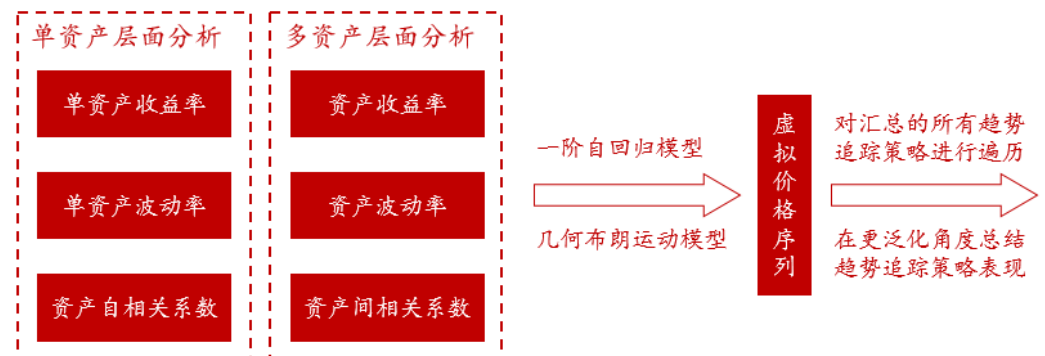 单资产层面分析
单资产收益率
单资产波动率
资产自相关系数
多资产层面分析
资产收益率
资产波动率
资产间相关系数
一阶自回归模型
几何布朗运动模型
虚拟价格序列
对汇总的所有趋势
追踪策略进行遍历
在更泛化角度总结
趋势追踪策略表现